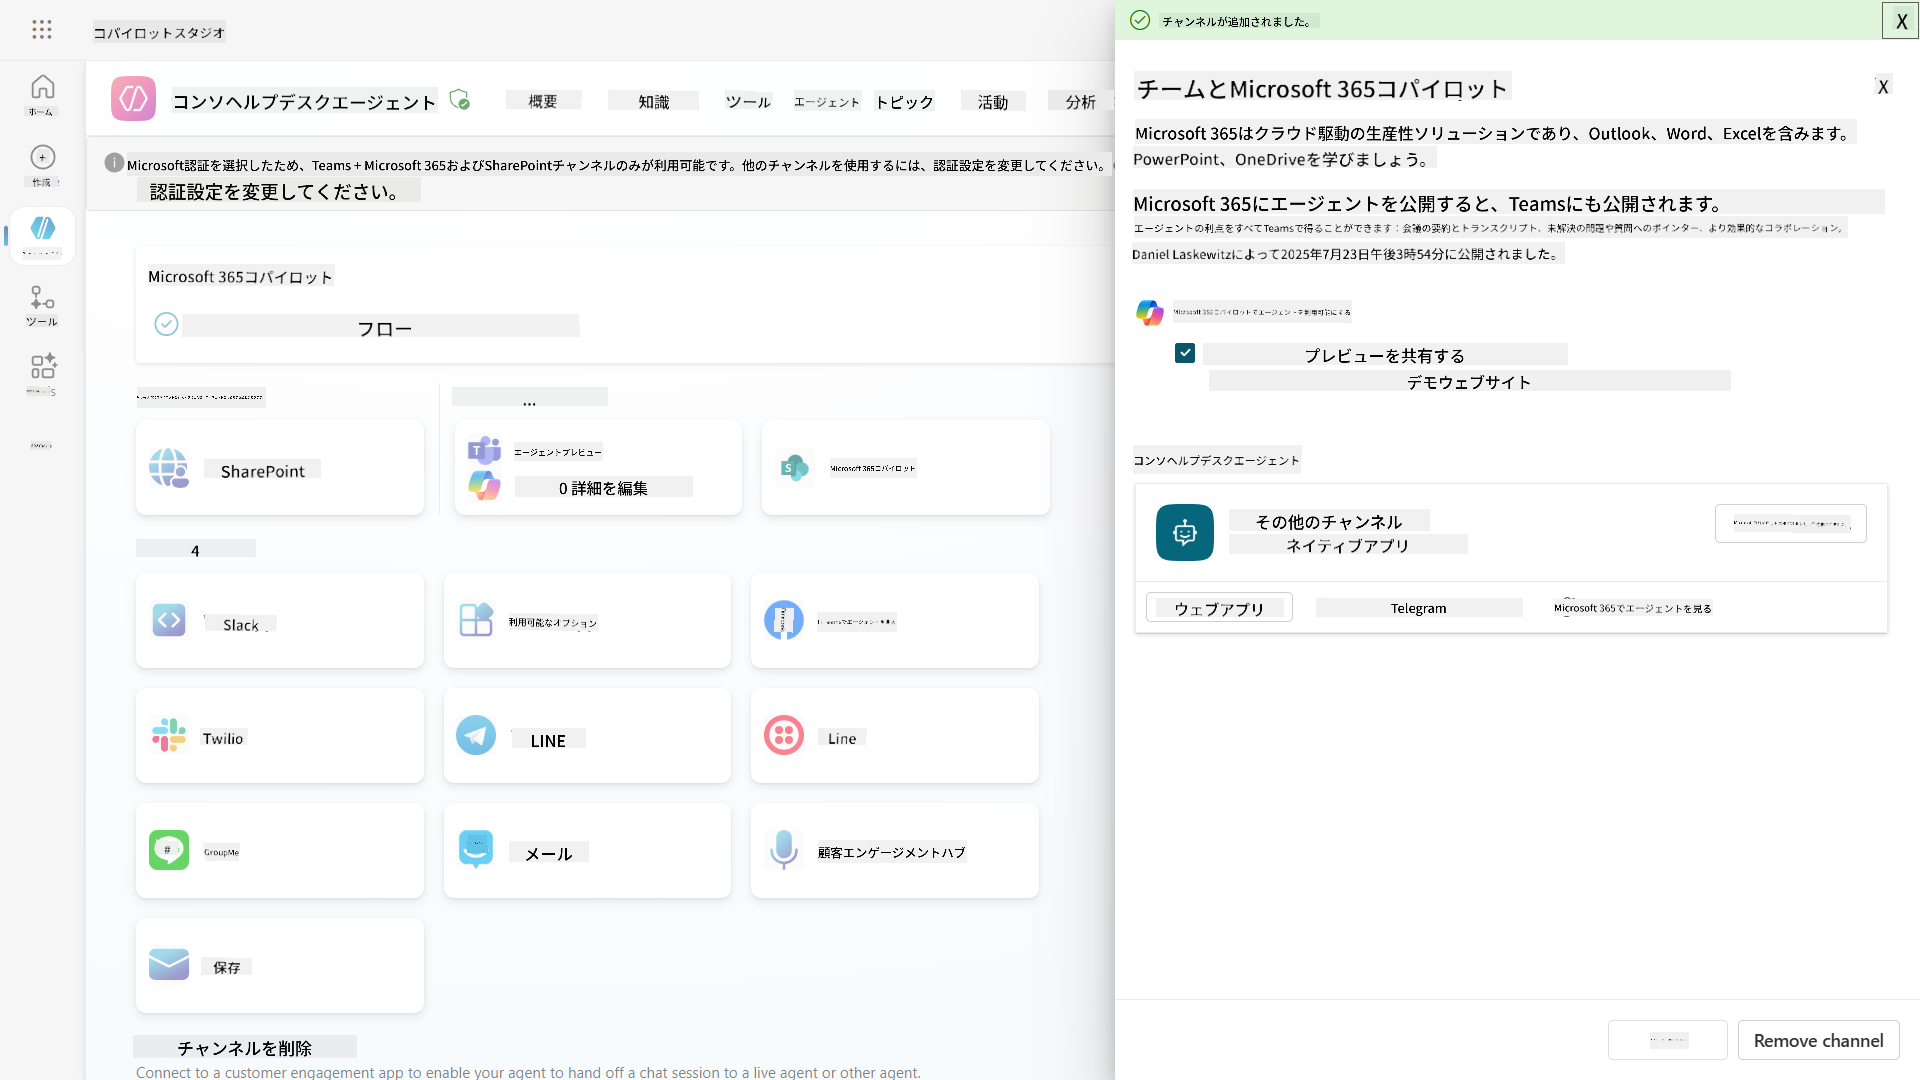 コパイロットスタジオ
チャンネルが追加されました。
X
ホーム
作成
ツール
コンソヘルプデスクエージェント
概要
知識
ツール
エージェント
トピック
活動
分析
Microsoft認証を選択したため、Teams + Microsoft 365およびSharePointチャンネルのみが利用可能です。他のチャンネルを使用するには、認証設定を変更してください。
認証設定を変更してください。
Microsoft 365コパイロット
フロー
...
SharePoint
エージェントプレビュー
0 詳細を編集
Microsoft 365コパイロット
4
Slack
利用可能なオプション
Twilio
LINE
Line
#
GroupMe
メール
顧客エンゲージメントハブ
保存
チャンネルを削除
Connect to a customer engagement app to enable your agent to hand off a chat session to a live agent or other agent.
チームとMicrosoft 365コパイロット
X
Microsoft 365はクラウド駆動の生産性ソリューションであり、Outlook、Word、Excelを含みます。
PowerPoint、OneDriveを学びましょう。
Microsoft 365にエージェントを公開すると、Teamsにも公開されます。
エージェントの利点をすべてTeamsで得ることができます：会議の要約とトランスクリプト、未解決の問題や質問へのポインター、より効果的なコラボレーション。
Daniel Laskewitzによって2025年7月23日午後3時54分に公開されました。
Microsoft 365コパイロットでエージェントを利用可能にする
プレビューを共有する
デモウェブサイト
コンソヘルプデスクエージェント
その他のチャンネル
ネイティブアプリ
ウェブアプリ
Telegram
Microsoft 365でエージェントを見る
Remove channel